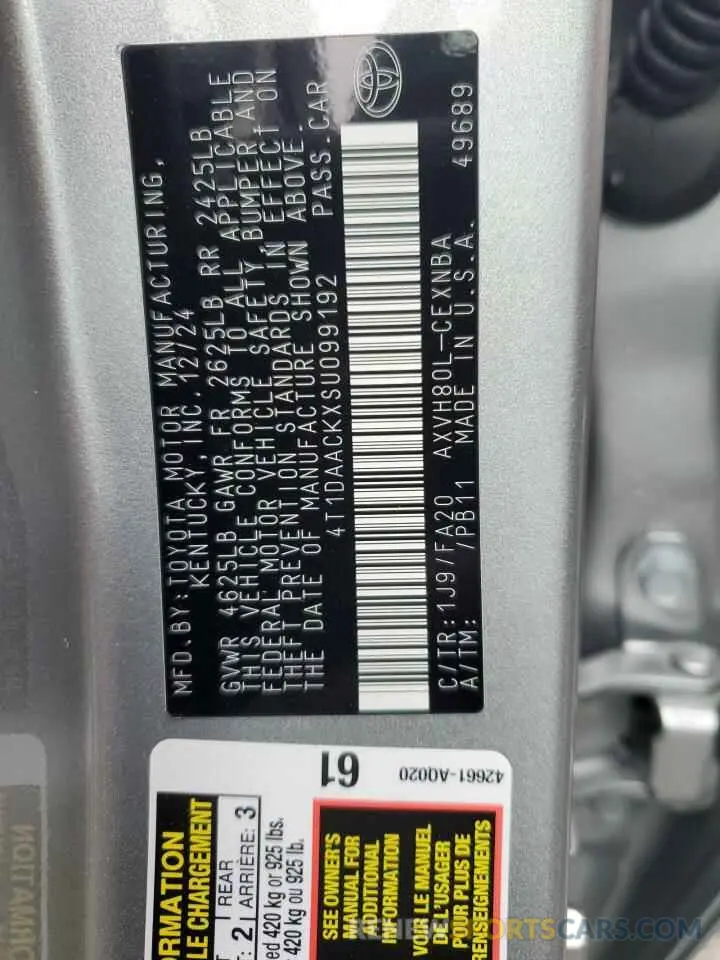 MFD.BY:TOYOTA MOTOR MANUFACTURING,
KENTUCKY, INC. 12/24
GVWR 4625LB GAWR FR 2625LB RR 2425LB
THIS VEHICLE CONFORMS TO ALL APPLICABLE
FEDERAL MOTOR VEHICLE SAFETY, BUMPER, AND
THEFT PREVENTION STANDARDS IN EFFECT ON
THE DATE OF MANUFACTURE SHOWN ABOVE.
4T1DAACKXSU099192 PASS.CAR
C/TR:1J9/FA20 AXVH80L-CEXNBA
A/TM: /PB11 MADE IN U.S.A. 49689
61
42661-AQ020
ORMATION
LE CHARGEMENT
2
REAR
ARRIÈRE: 3
ed 420 kg or 925 lbs.
420 kg ou 925 lb.
SEE OWNER'S
MANUAL FOR
ADDITIONAL
INFORMATION
VOIR LE MANUEL
DE L'USAGER
POUR PLUS DE
RENSEIGNEMENTS